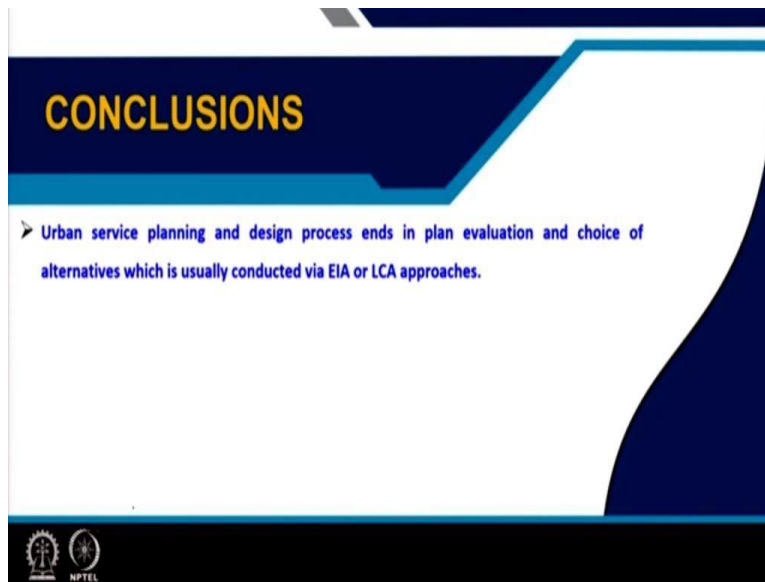 CONCLUSIONS
➢ Urban service planning and design process ends in plan evaluation and choice of
alternatives which is usually conducted via EIA or LCA approaches.
NPTEL